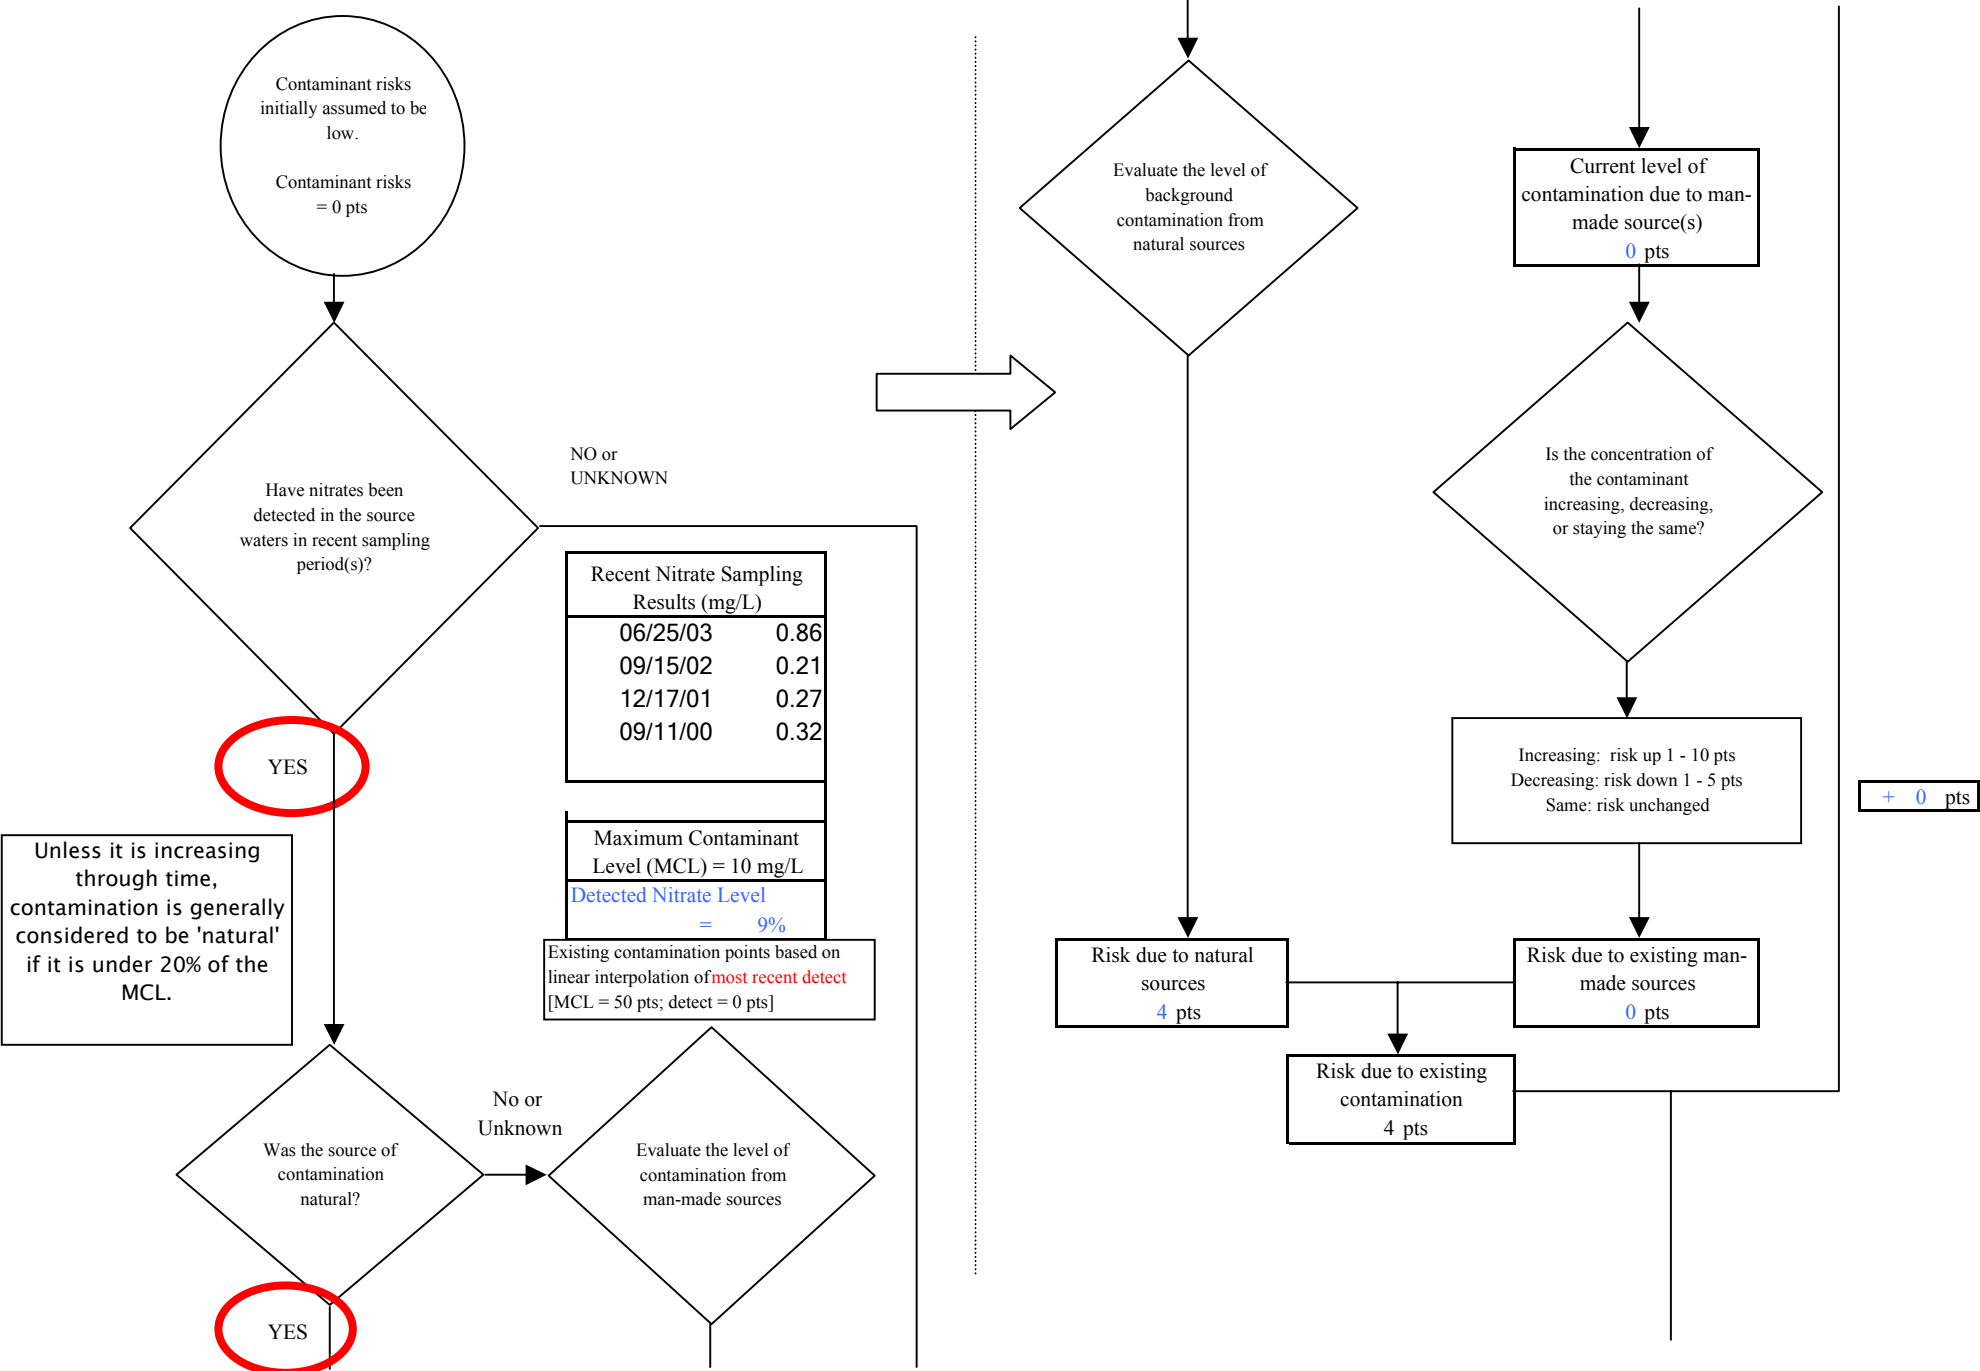 Contaminant risks
initially assumed to be
low.
Contaminant risks
= 0 pts
Have nitrates been
detected in the source
waters in recent sampling
period(s)?
NO or
UNKNOWN
YES
Recent Nitrate Sampling
Results (mg/L)
06/25/03 0.86
09/15/02 0.21
12/17/01 0.27
09/11/00 0.32
Maximum Contaminant
Level (MCL) = 10 mg/L
Detected Nitrate Level
= 9%
Existing contamination points based on
linear interpolation of most recent detect
[MCL = 50 pts; detect = 0 pts]
Unless it is increasing
through time,
contamination is generally
considered to be 'natural'
if it is under 20% of the
MCL.
Was the source of
contamination
natural?
No or
Unknown
Evaluate the level of
contamination from
man-made sources
YES
Evaluate the level of
background
contamination from
natural sources
Current level of
contamination due to man-
made source(s)
0 pts
Is the concentration of
the contaminant
increasing, decreasing,
or staying the same?
Increasing: risk up 1 - 10 pts
Decreasing: risk down 1 - 5 pts
Same: risk unchanged
+ 0 pts
Risk due to natural
sources
4 pts
Risk due to existing man-
made sources
0 pts
Risk due to existing
contamination
4 pts